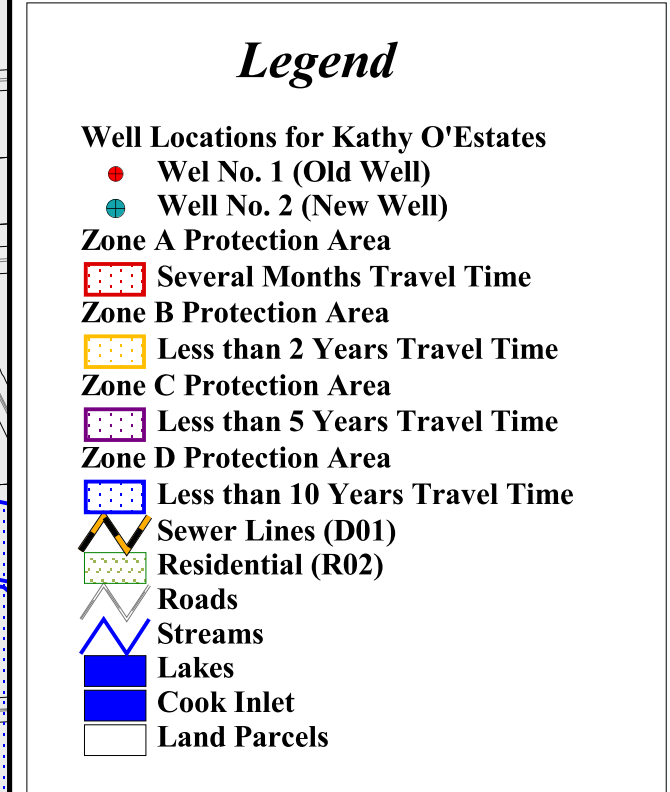 Legend
Well Locations for Kathy O'Estates
Wel No. 1 (Old Well)
Well No. 2 (New Well)
Zone A Protection Area
Several Months Travel Time
Zone B Protection Area
Less than 2 Years Travel Time
Zone C Protection Area
Less than 5 Years Travel Time
Zone D Protection Area
Less than 10 Years Travel Time
Sewer Lines (D01)
Residential (R02)
Roads
Streams
Lakes
Cook Inlet
Land Parcels